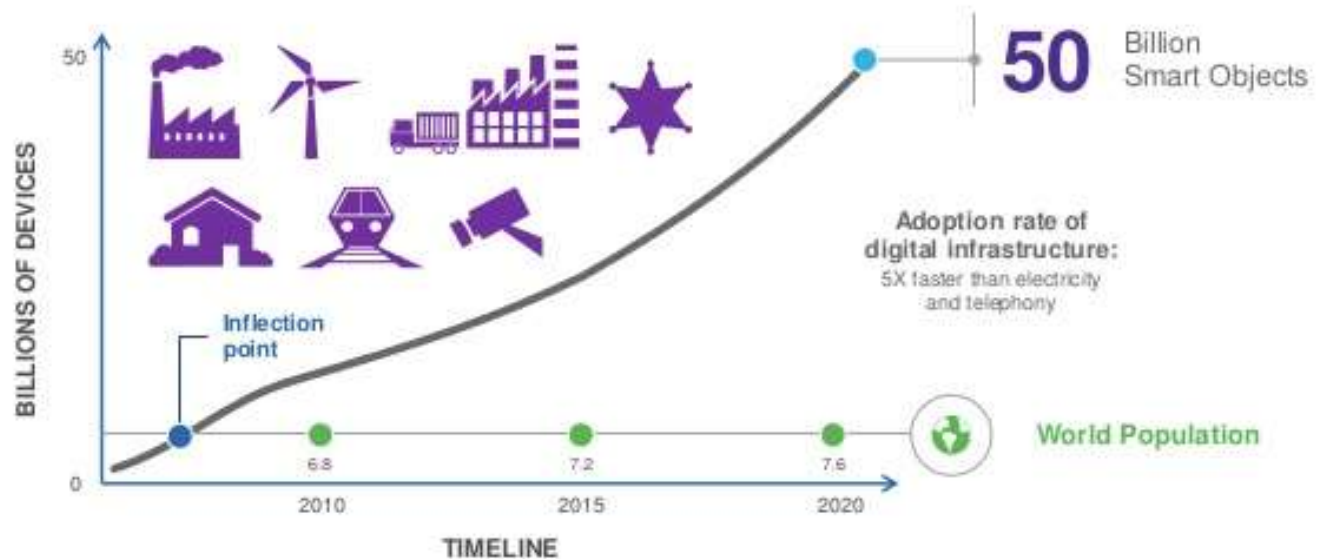 50
50
Billion
Smart Objects
BILLIONS OF DEVICES
Adoption rate of
digital infrastructure:
5X faster than electricity
and telephony
Inflection
point
World Population
6.8
7.2
7.6
0
2010
2015
2020
TIMELINE